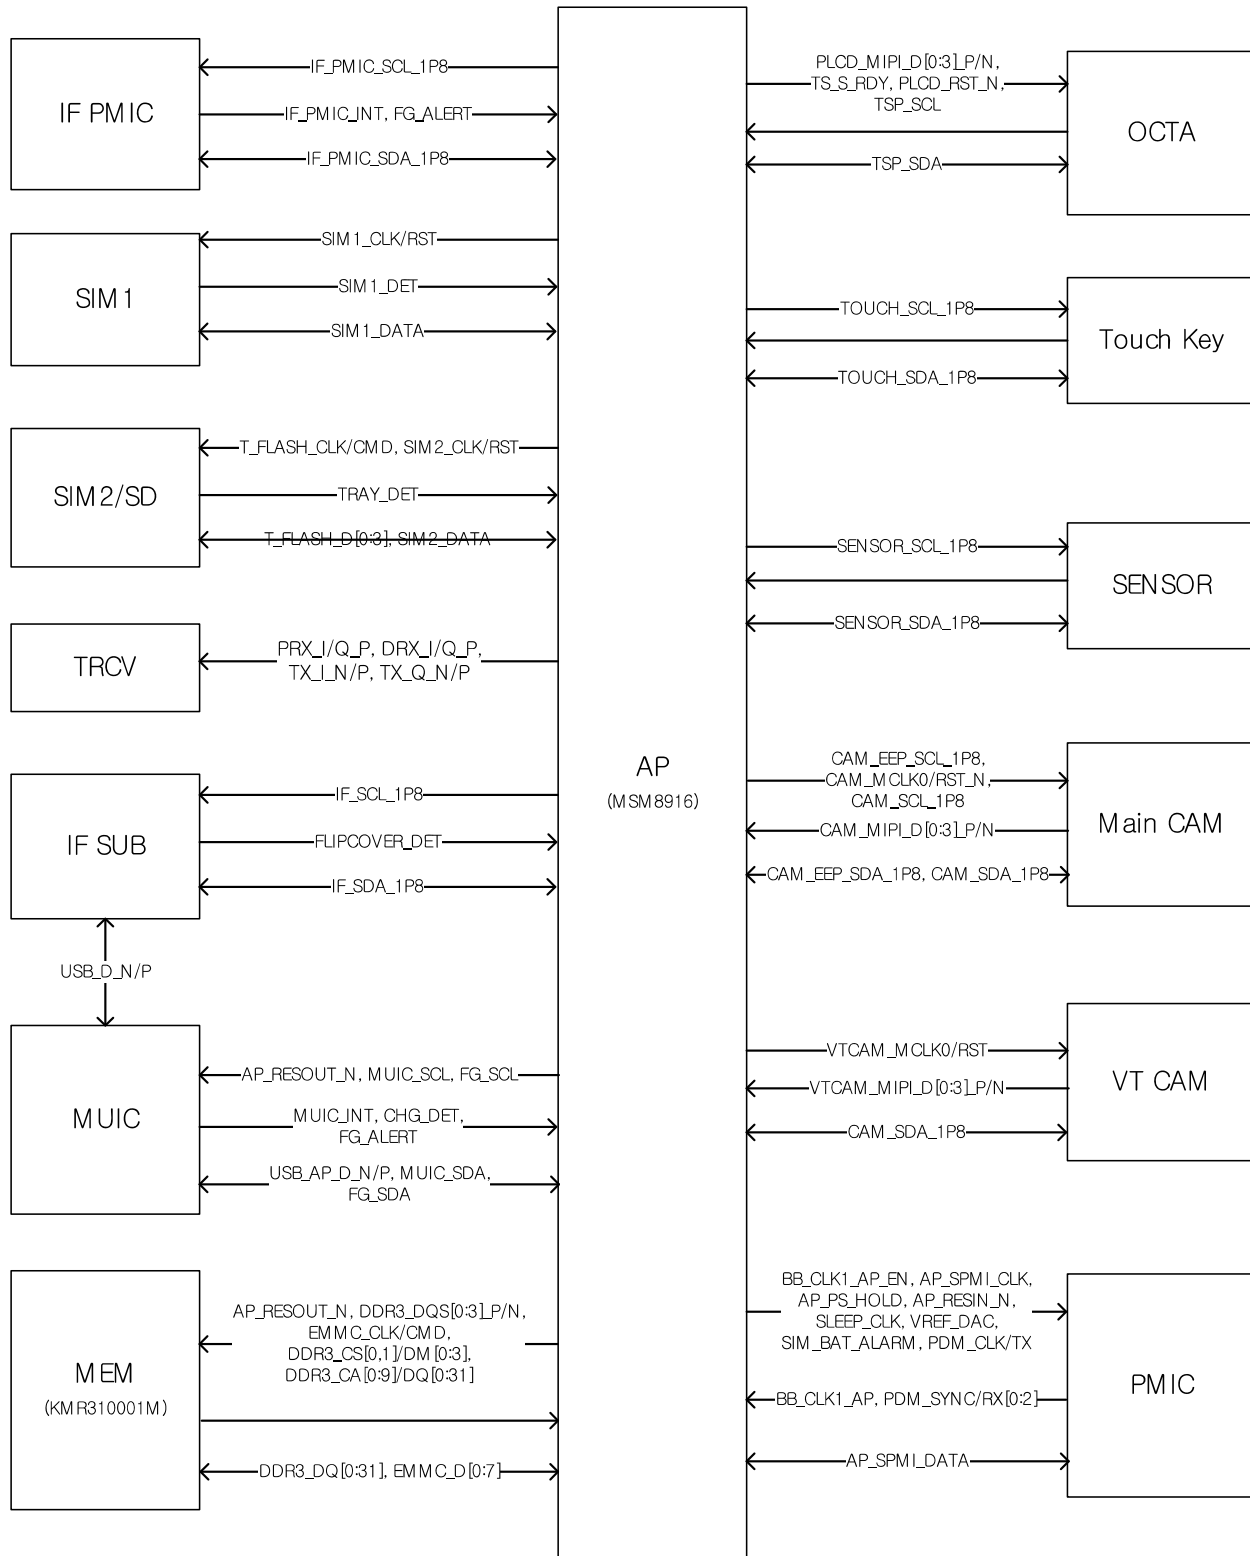 IF PMIC
IF_PMIC_SCL_1P8
IF_PMIC_INT, FG_ALERT
IF_PMIC_SDA_1P8
SIM1
SIM1_CLK/RST
SIM1_DET
SIM1_DATA
SIM2/SD
T_FLASH_CLK/CMD, SIM2_CLK/RST
TRAY_DET
T_FLASH_D[0:3], SIM2_DATA
TRCV
PRX_I/Q_P, DRX_I/Q_P,
TX_I_N/P, TX_Q_N/P
IF SUB
IF_SCL_1P8
FLIPCOVER_DET
IF_SDA_1P8
USB_D_N/P
MUIC
AP_RESOUT_N, MUIC_SCL, FG_SCL
MUIC_INT, CHG_DET,
FG_ALERT
USB_AP_D_N/P, MUIC_SDA,
FG_SDA
MEM
(KMR310001M)
AP_RESOUT_N, DDR3_DQS[0:3]_P/N,
EMMC_CLK/CMD,
DDR3_CS[0,1]/DM[0:3],
DDR3_CA[0:9]/DQ[0:31]
DDR3_DQ[0:31], EMMC_D[0:7]
AP
(MSM8916)
PLCD_MIPI_D[0:3]_P/N,
TS_S_RDY, PLCD_RST_N,
TSP_SCL
TSP_SDA
OCTA
TOUCH_SCL_1P8
TOUCH_SDA_1P8
Touch Key
SENSOR_SCL_1P8
SENSOR_SDA_1P8
SENSOR
CAM_EEP_SCL_1P8,
CAM_MCLK0/RST_N,
CAM_SCL_1P8
CAM_MIPI_D[0:3]_P/N
CAM_EEP_SDA_1P8, CAM_SDA_1P8
Main CAM
VTCAM_MCLK0/RST
VTCAM_MIPI_D[0:3]_P/N
CAM_SDA_1P8
VT CAM
BB_CLK1_AP_EN, AP_SPMI_CLK,
AP_PS_HOLD, AP_RESIN_N,
SLEEP_CLK, VREF_DAC,
SIM_BAT_ALARM, PDM_CLK/TX
BB_CLK1_AP, PDM_SYNC/RX[0:2]
AP_SPMI_DATA
PMIC